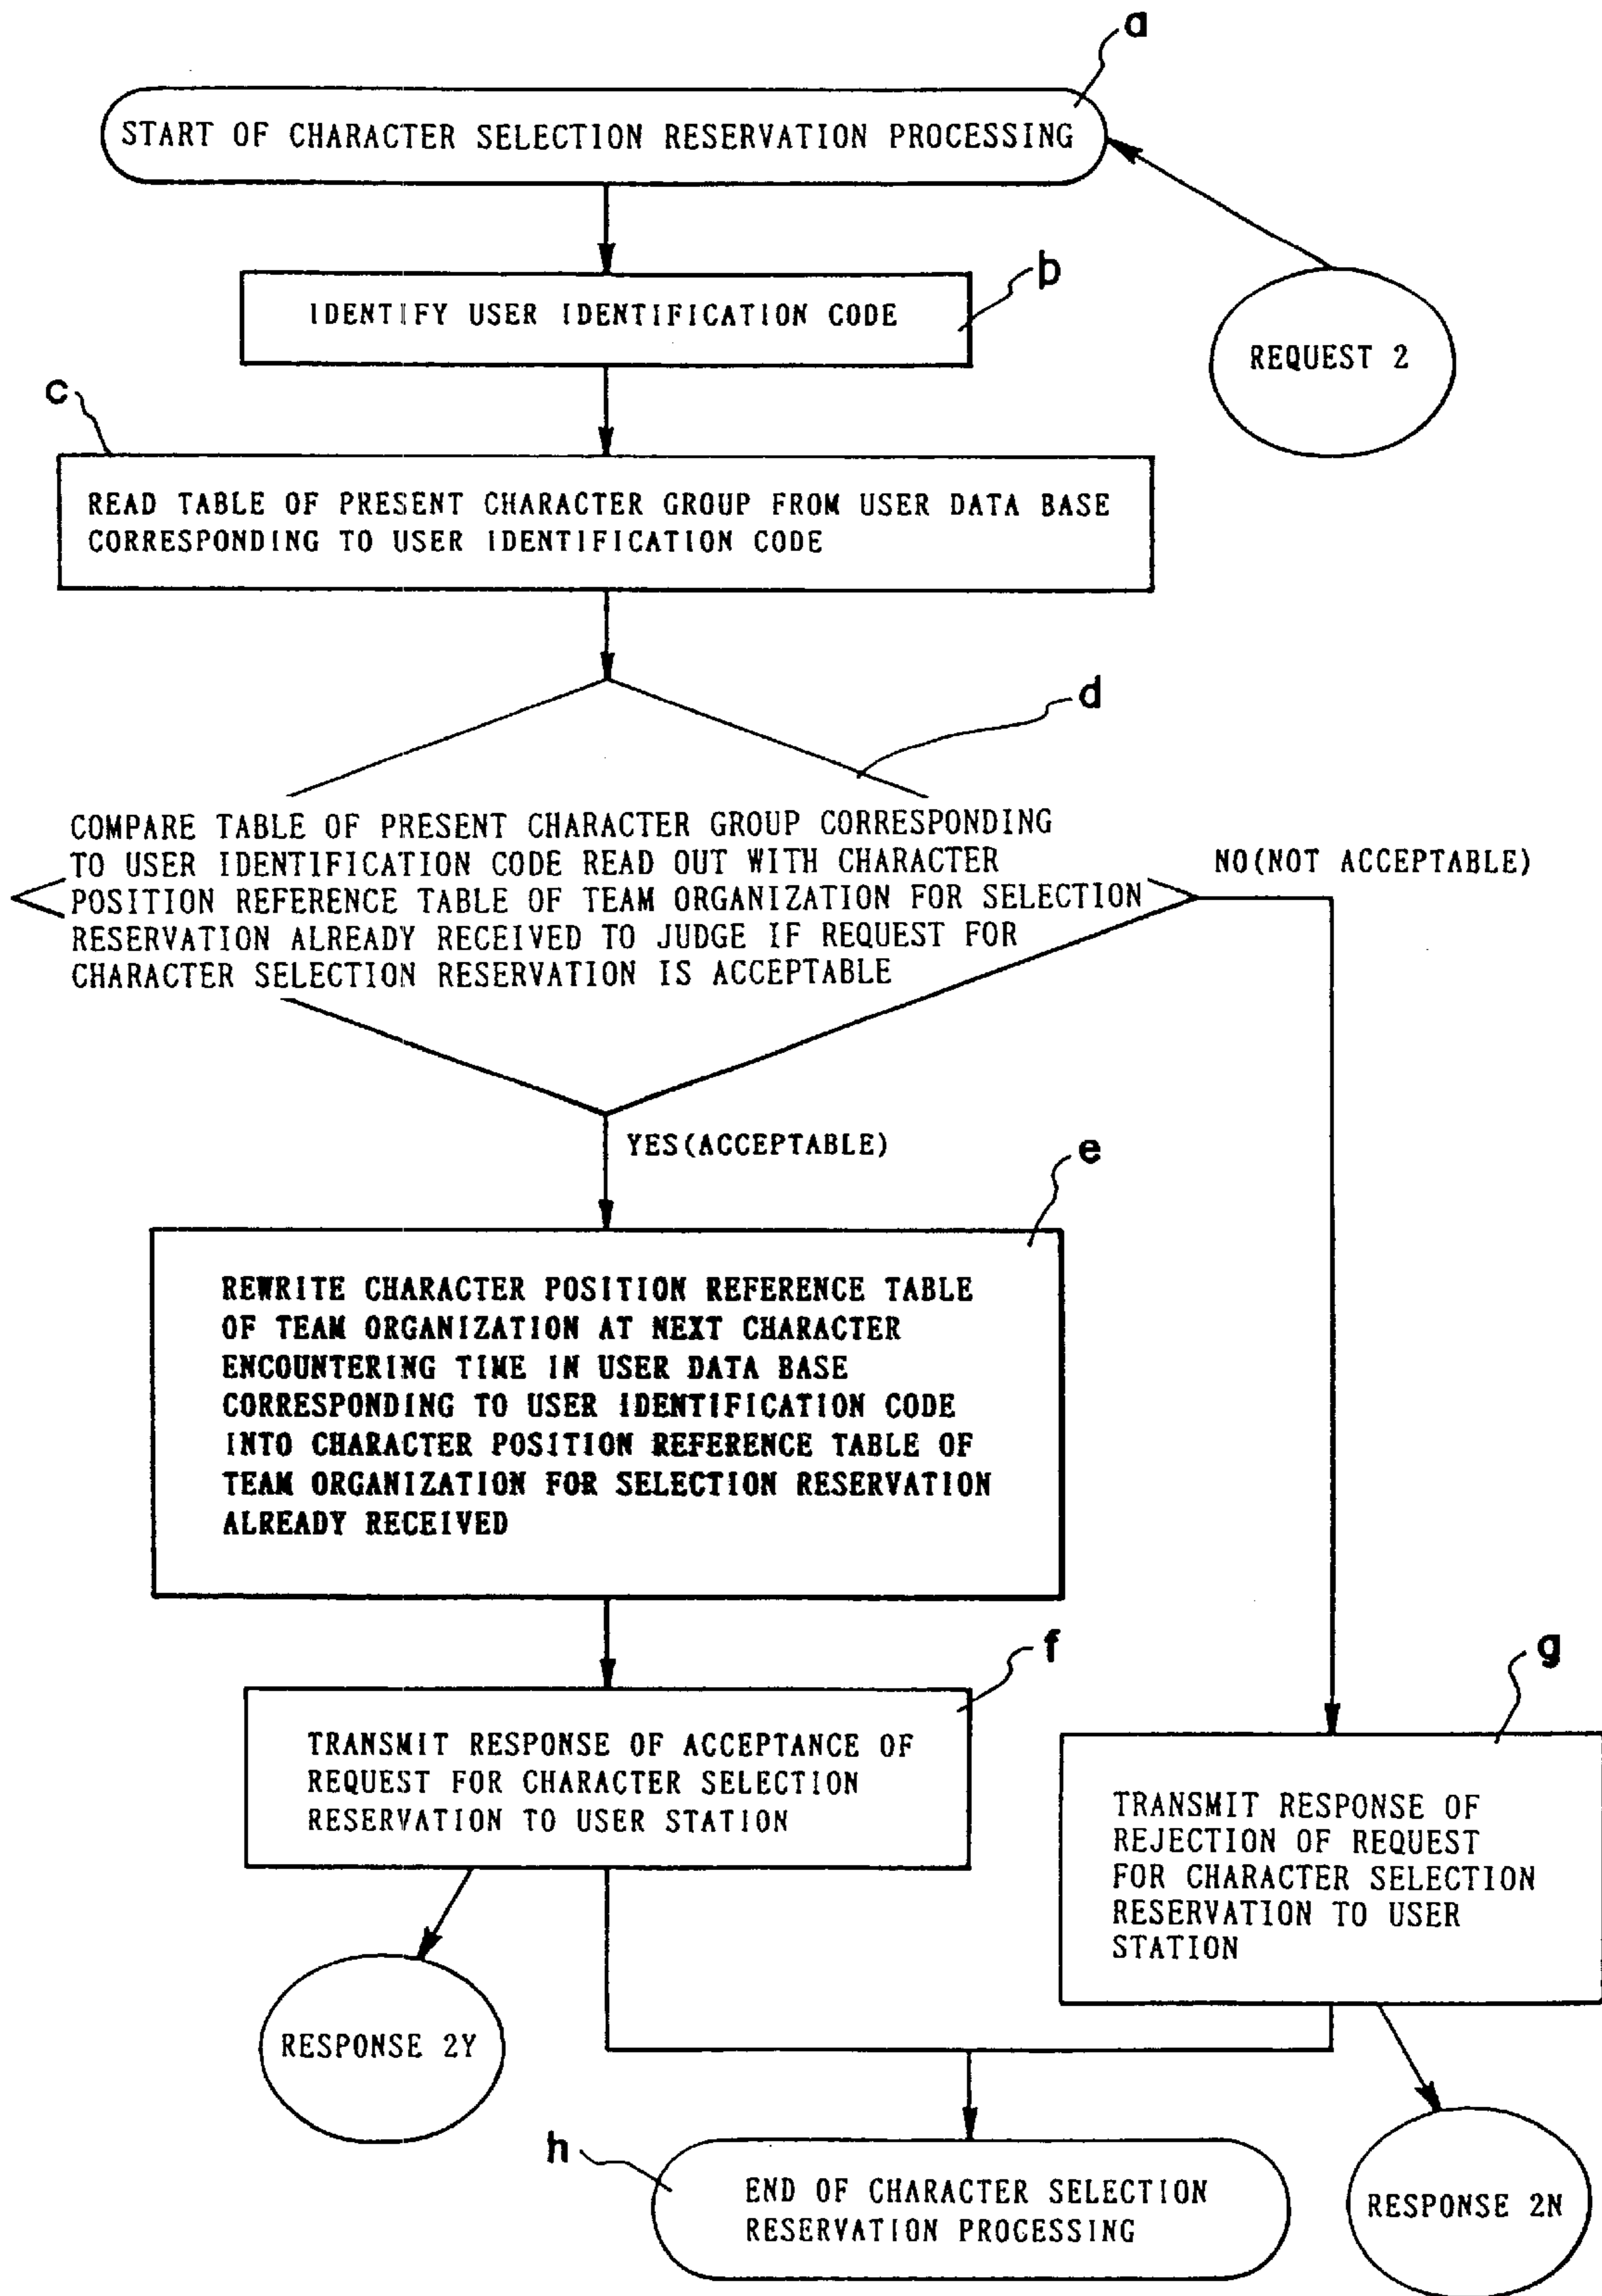 a
START OF CHARACTER SELECTION RESERVATION PROCESSING
b
IDENTIFY USER IDENTIFICATION CODE
REQUEST 2
c
READ TABLE OF PRESENT CHARACTER GROUP FROM USER DATA BASE
CORRESPONDING TO USER IDENTIFICATION CODE
d
COMPARE TABLE OF PRESENT CHARACTER GROUP CORRESPONDING
TO USER IDENTIFICATION CODE READ OUT WITH CHARACTER
POSITION REFERENCE TABLE OF TEAM ORGANIZATION FOR SELECTION
RESERVATION ALREADY RECEIVED TO JUDGE IF REQUEST FOR
CHARACTER SELECTION RESERVATION IS ACCEPTABLE
NO(NOT ACCEPTABLE)
YES(ACCEPTABLE)
e
REWRITE CHARACTER POSITION REFERENCE TABLE
OF TEAM ORGANIZATION AT NEXT CHARACTER
ENCOUNTERING TIME IN USER DATA BASE
CORRESPONDING TO USER IDENTIFICATION CODE
INTO CHARACTER POSITION REFERENCE TABLE OF
TEAM ORGANIZATION FOR SELECTION RESERVATION
ALREADY RECEIVED
f
TRANSMIT RESPONSE OF ACCEPTANCE OF
REQUEST FOR CHARACTER SELECTION
RESERVATION TO USER STATION
g
TRANSMIT RESPONSE OF
REJECTION OF REQUEST
FOR CHARACTER SELECTION
RESERVATION TO USER
STATION
RESPONSE 2Y
h
END OF CHARACTER SELECTION
RESERVATION PROCESSING
RESPONSE 2N